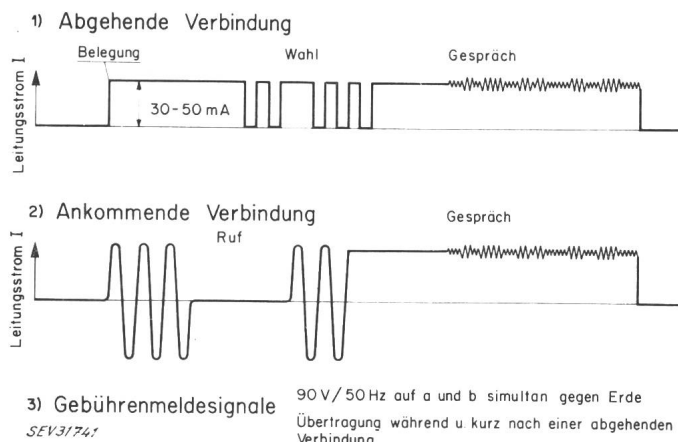 1) Abgehende Verbindung
Belegung
Wahl
Gespräch
Leitungsstrom I
30-50 mA
2) Ankommende Verbindung
Ruf
Gespräch
Leitungsstrom I
3) Gebührenmeldesignale
90 V/50 Hz auf a und b simultan gegen Erde
Übertragung während u. kurz nach einer abgehenden
Verbindung
SEV31741